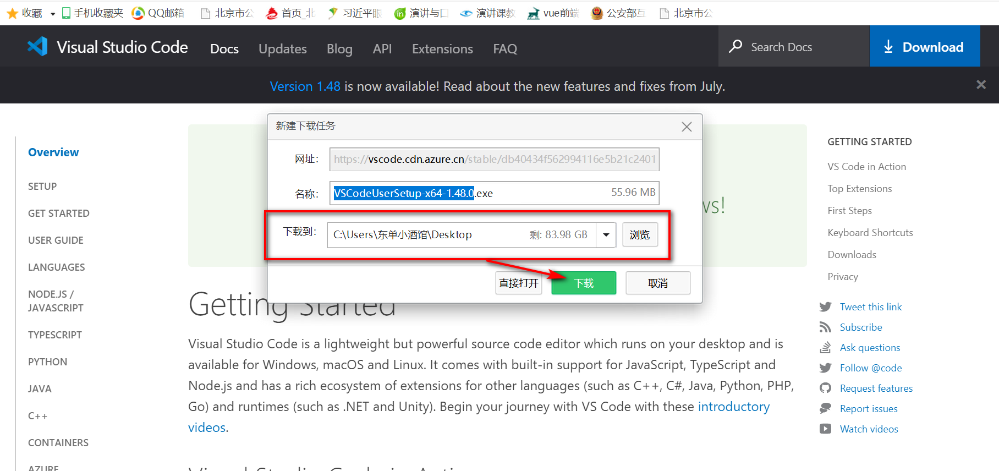 收藏 手机收藏夹 QQ邮箱 北京市公 首页_北 习近平眼 演讲与口 演讲课教 vue前端 公安部互 北京市公
Visual Studio Code Docs Updates Blog API Extensions FAQ Search Docs Download
Version 1.48 is now available! Read about the new features and fixes from July.
新建下载任务
网址: https://vscode.cdn.azure.cn/stable/db40434f562994116e5b21c2401
名称: VSCodeUserSetup-x64-1.48.0.exe 55.96 MB
ws!
下载到: C:\Users\东单小酒馆\Desktop 剩: 83.98 GB 浏览
直接打开 下载 取消
Overview
SETUP
GET STARTED
USER GUIDE
LANGUAGES
NODE.JS /
JAVASCRIPT
TYPESCRIPT
PYTHON
JAVA
C++
CONTAINERS
AZURE
Getting Started
Visual Studio Code is a lightweight but powerful source code editor which runs on your desktop and is
available for Windows, macOS and Linux. It comes with built-in support for JavaScript, TypeScript and
Node.js and has a rich ecosystem of extensions for other languages (such as C++, C#, Java, Python, PHP,
Go) and runtimes (such as .NET and Unity). Begin your journey with VS Code with these introductory
videos.
Visual Studio Code in Action
GETTING STARTED
VS Code in Action
Top Extensions
First Steps
Keyboard Shortcuts
Downloads
Privacy
Tweet this link
Subscribe
Ask questions
Follow @code
Request features
Report issues
Watch videos